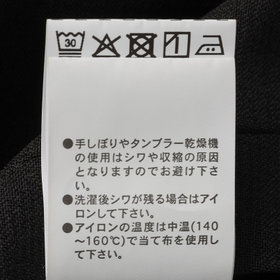 30
●手しぼりやタンブラー乾燥機
の使用はシワや収縮の原因
となりますのでお避け下さ
い。
●洗濯後シワが残る場合はアイ
ロンして下さい。
●アイロンの温度は中温(140
～160℃)で当て布を使用し
て下さい。